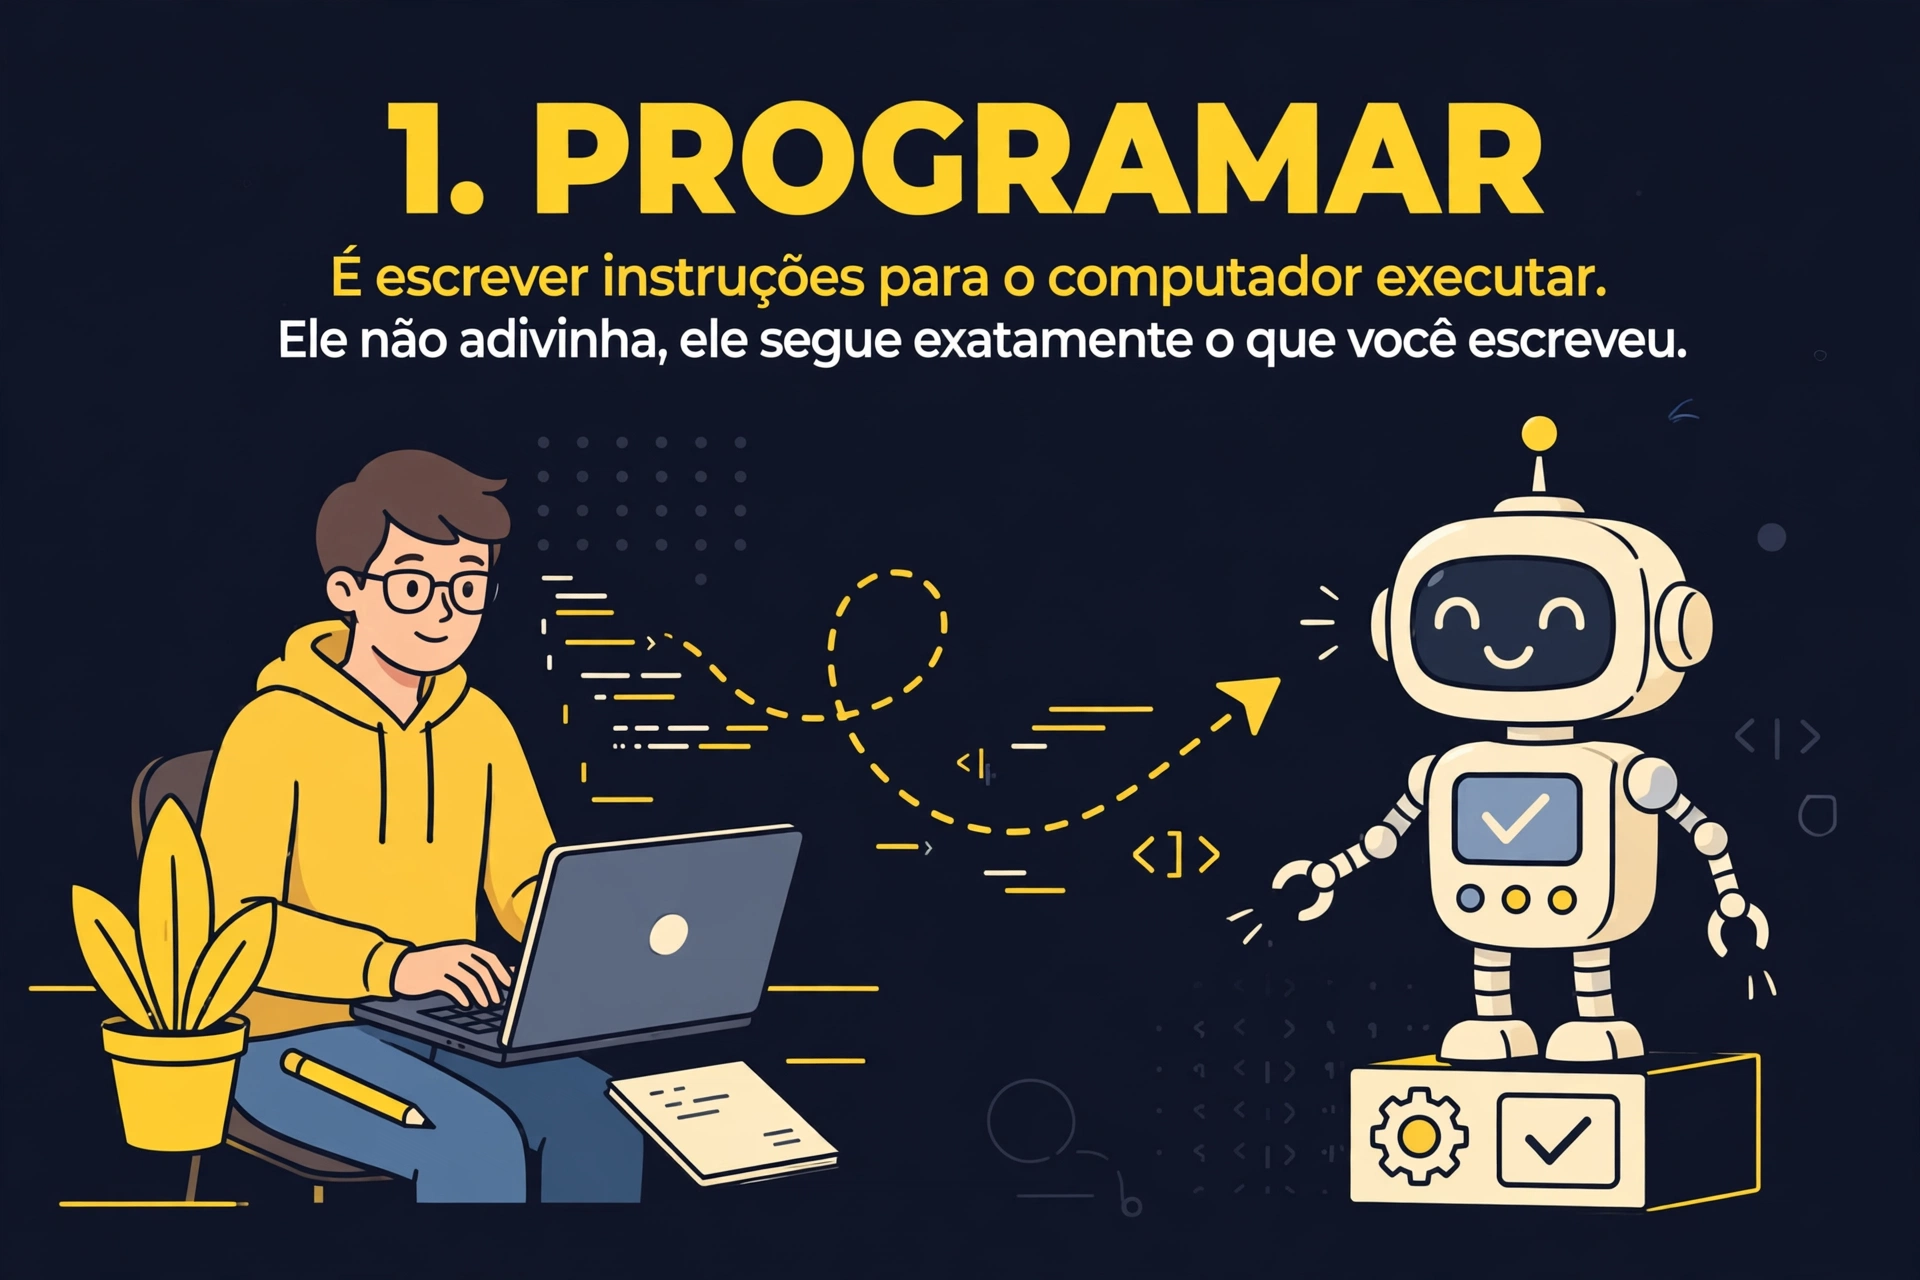 1. PROGRAMAR
É escrever instruções para o computador executar.
Ele não adivinha, ele segue exatamente o que você escreveu.